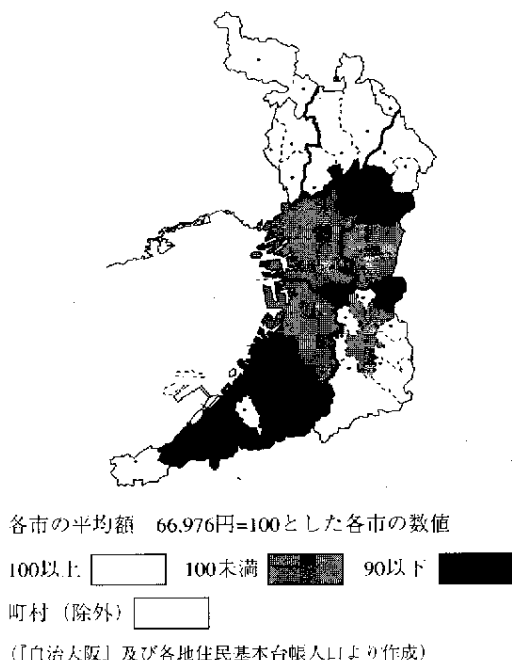 各市の平均額 66,976円=100とした各市の数値
100以上 100未満 90以下
町村（除外）
（『自治大阪』及び各地住民基本台帳人口より作成）